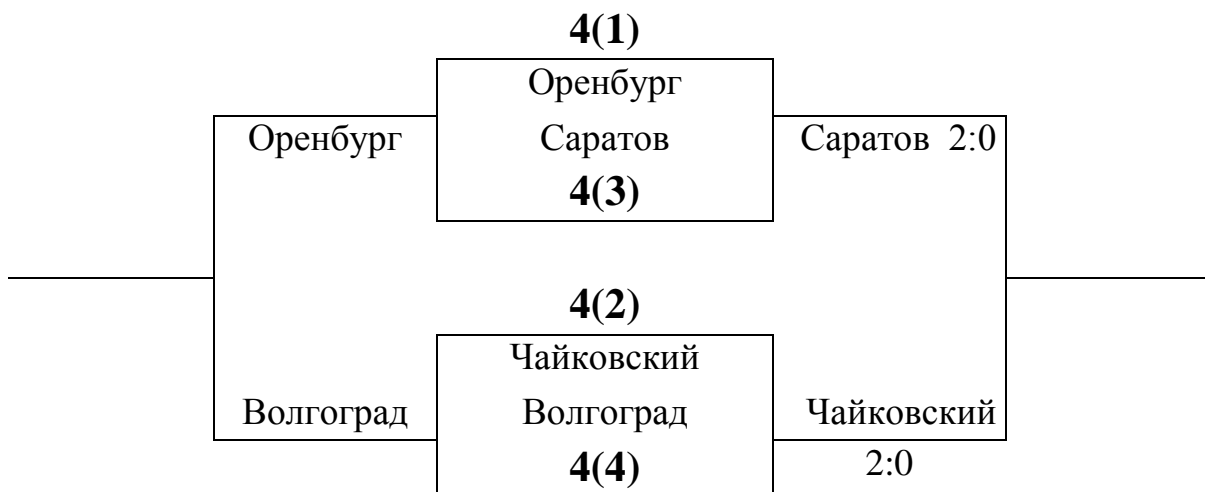 4(1)
Оренбург
Оренбург Саратов Саратов 2:0
4(3)
4(2)
Чайковский
Волгоград Волгоград Чайковский
4(4) 2:0